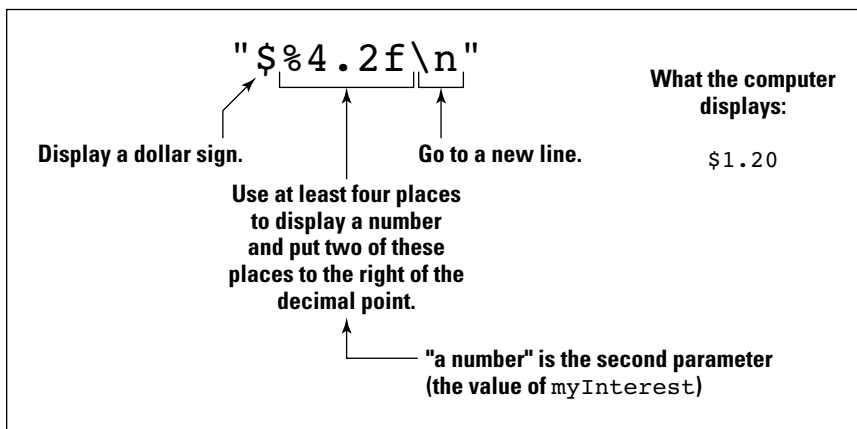 "$%4.2f\n"
What the computer
displays:
$1.20
Display a dollar sign.
Go to a new line.
Use at least four places
to display a number
and put two of these
places to the right of the
decimal point.
"a number" is the second parameter
(the value of myInterest)